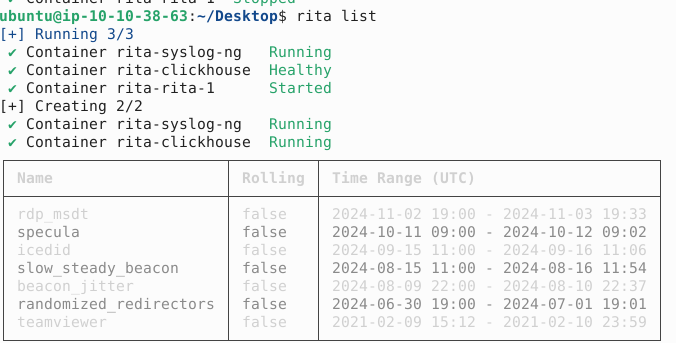 ubuntu@ip-10-10-38-63:~/Desktop$ rita list
[+] Running 3/3
✔ Container rita-syslog-ng Running
✔ Container rita-clickhouse Healthy
✔ Container rita-rita-1 Started
[+] Creating 2/2
✔ Container rita-syslog-ng Running
✔ Container rita-clickhouse Running
Name Rolling Time Range (UTC)
rdp_msdt false 2024-11-02 19:00 - 2024-11-03 19:33
specula false 2024-10-11 09:00 - 2024-10-12 09:02
icedid false 2024-09-15 11:00 - 2024-09-16 11:06
slow_steady_beacon false 2024-08-15 11:00 - 2024-08-16 11:54
beacon_jitter false 2024-08-09 22:00 - 2024-08-10 22:37
randomized_redirectors false 2024-06-30 19:00 - 2024-07-01 19:01
teamviewer false 2021-02-09 15:12 - 2021-02-10 23:59